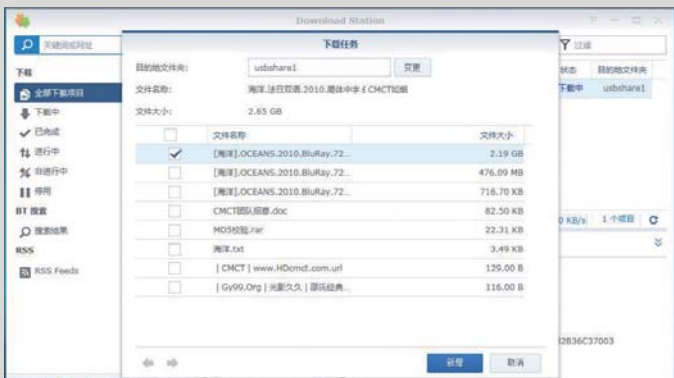 Download Station
关键词或网址
过滤
下载
全部下载项目
下载中
已完成
进行中
非进行中
停用
BT 搜索
搜索结果
RSS
RSS Feeds
下载任务
目的地文件夹: usbshare1 变更
文件名称: 海洋.法日双语.2010.简体中字£CMCT如烟
文件大小: 2.65 GB
文件名称 文件大小
[海洋].OCEANS.2010.BluRay.72... 2.19 GB
[海洋].OCEANS.2010.BluRay.72... 476.09 MB
[海洋].OCEANS.2010.BluRay.72... 716.70 KB
CMCT团队招募.doc 82.50 KB
MD5校验.rar 22.31 KB
海洋.txt 3.49 KB
| CMCT | www.HDcmct.com.url 129.00 B
| Gy99.Org | 光影久久 | 邵氏经典... 116.00 B
新增 取消
状态 目的地文件夹
下载中 usbshare1
0 KB/s 1 个项目
2B36C37003